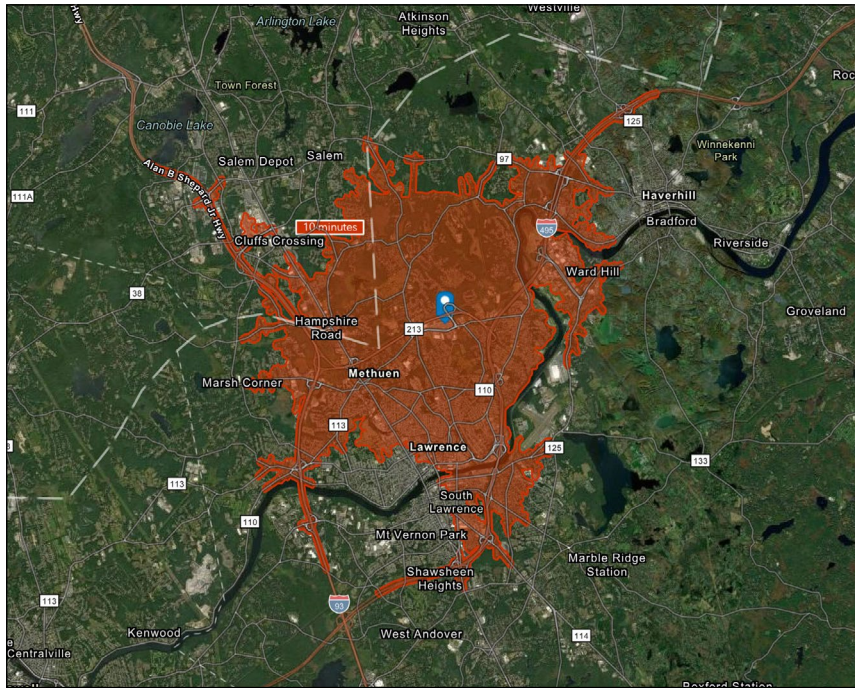 Hwy
Arlington Lake
Atkinson
Heights
Westville
Town Forest
111
Canobie Lake
125
Winnekenni
Park
97
Salem Depot
Salem
Alan B Shepard Jr Hwy
111A
Haverhill
10 minutes
495
Bradford
Cluffs Crossing
Riverside
Ward Hill
38
Groveland
Hampshire
Road
213
Methuen
Marsh Corner
110
113
Lawrence
125
133
113
South
Lawrence
110
Mt Vernon Park
Marble Ridge
Station
Shawsheen
Heights
113
93
Kenwood
West Andover
114
Centralville
Boxford Station